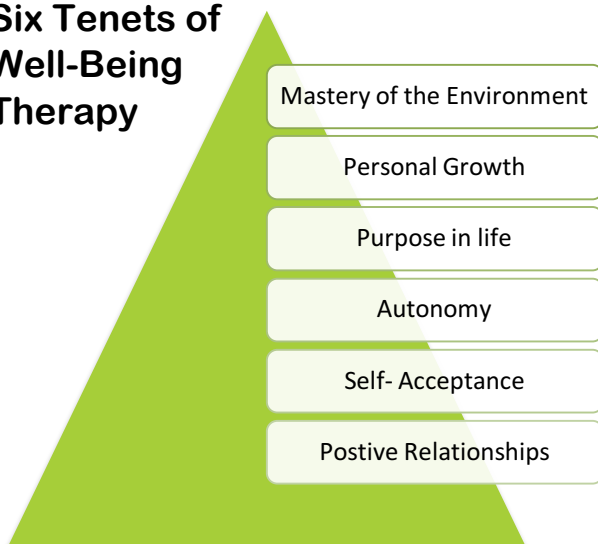 Six Tenets of
Well-Being
Therapy
Mastery of the Environment
Personal Growth
Purpose in life
Autonomy
Self- Acceptance
Postive Relationships